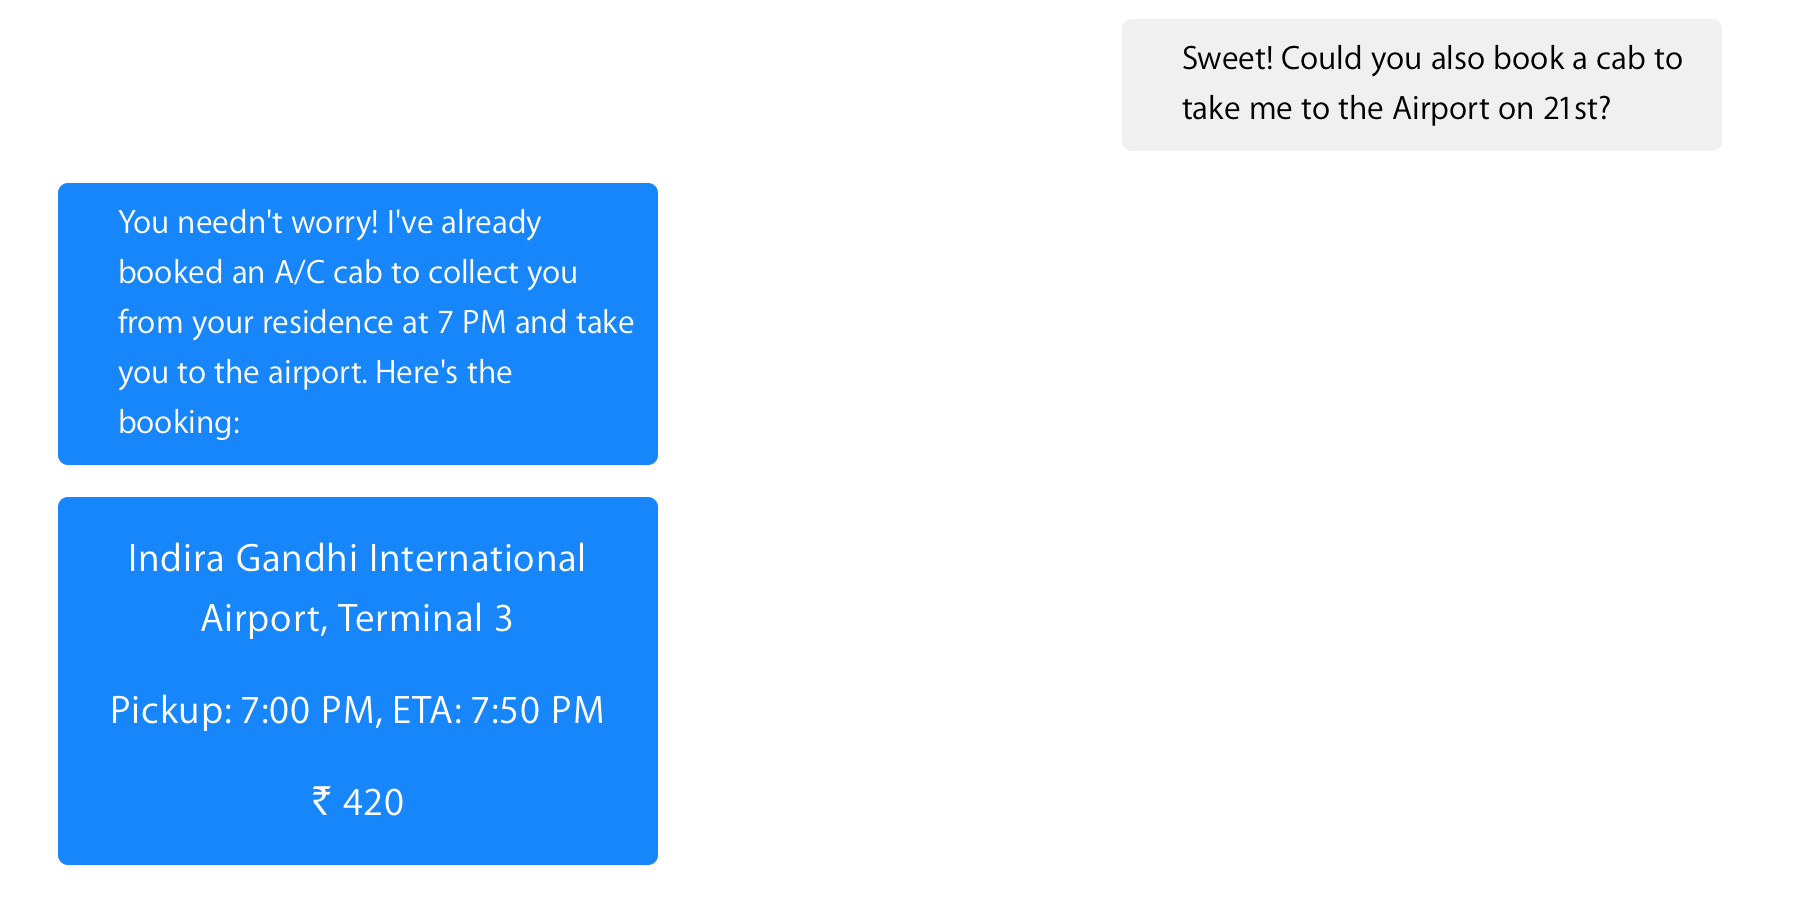 Sweet! Could you also book a cab to
take me to the Airport on 21st?
You needn't worry! I've already
booked an A/C cab to collect you
from your residence at 7 PM and take
you to the airport. Here's the
booking:
Indira Gandhi International
Airport, Terminal 3
Pickup: 7:00 PM, ETA: 7:50 PM
₹ 420